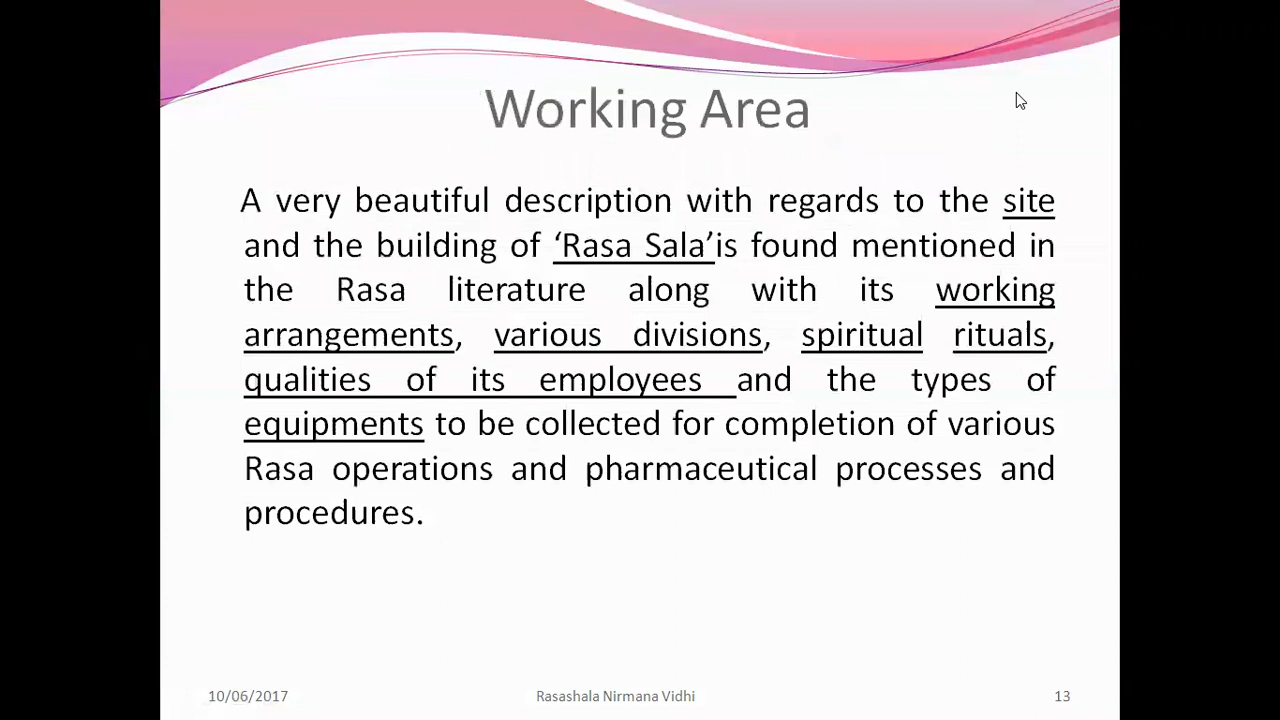 Working Area
A very beautiful description with regards to the site
and the building of ‘Rasa Sala’is found mentioned in
the Rasa literature along with its working
arrangements, various divisions, spiritual rituals,
qualities of its employees and the types of
equipments to be collected for completion of various
Rasa operations and pharmaceutical processes and
procedures.
10/06/2017
Rasashala Nirmana Vidhi
13